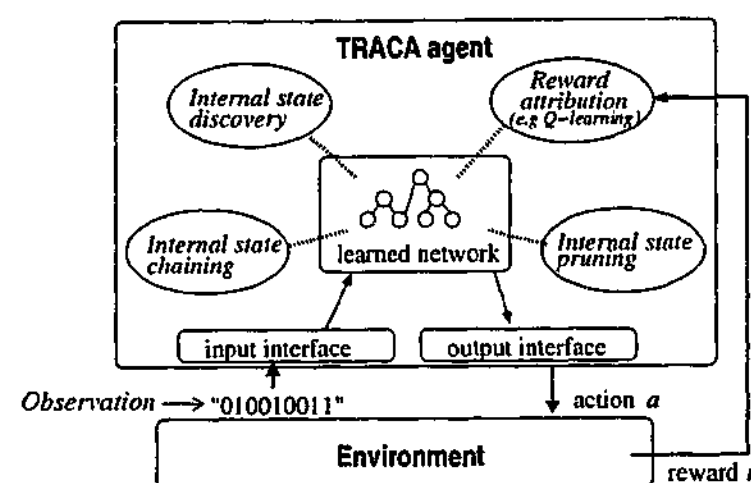 TRACA agent
Internal state
discovery
Reward
attribution
(e.g Q-learning)
learned network
Internal state
chaining
Internal state
pruning
input interface
output interface
Observation
"010010011"
action a
Environment
reward